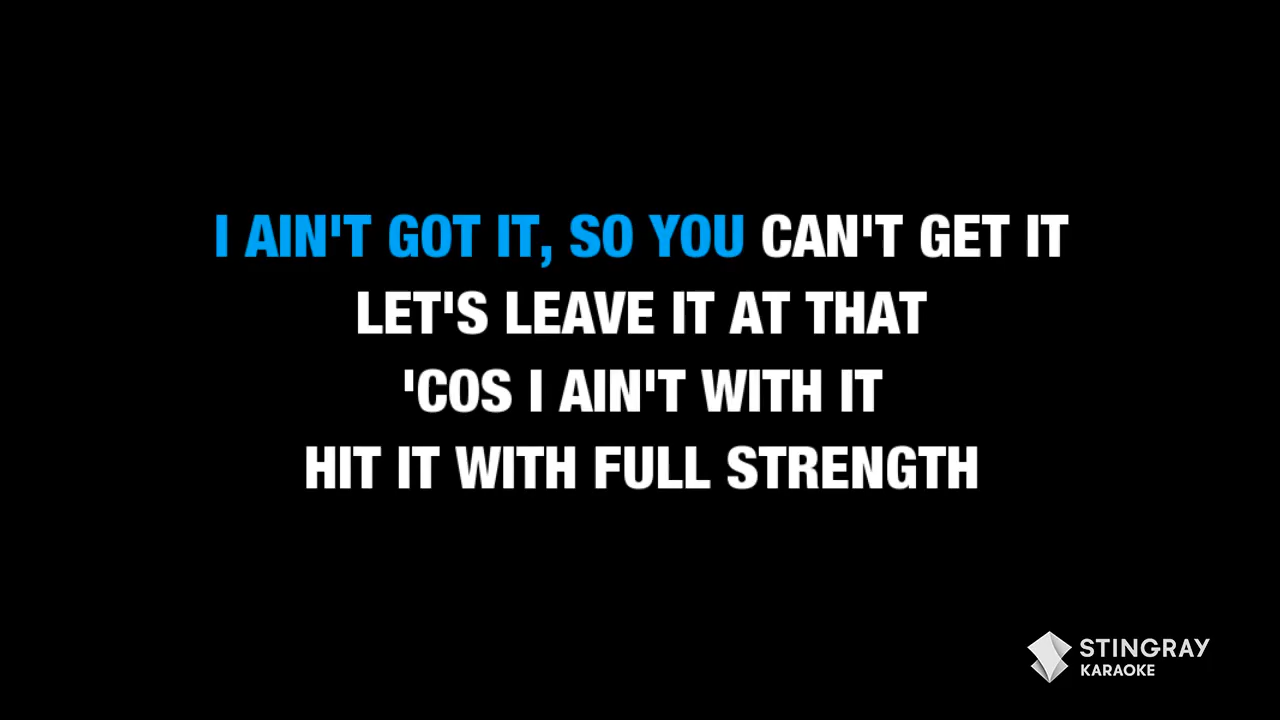 I AIN'T GOT IT, SO YOU CAN'T GET IT
LET'S LEAVE IT AT THAT
'COS I AIN'T WITH IT
HIT IT WITH FULL STRENGTH
STINGRAY
KARAOKE